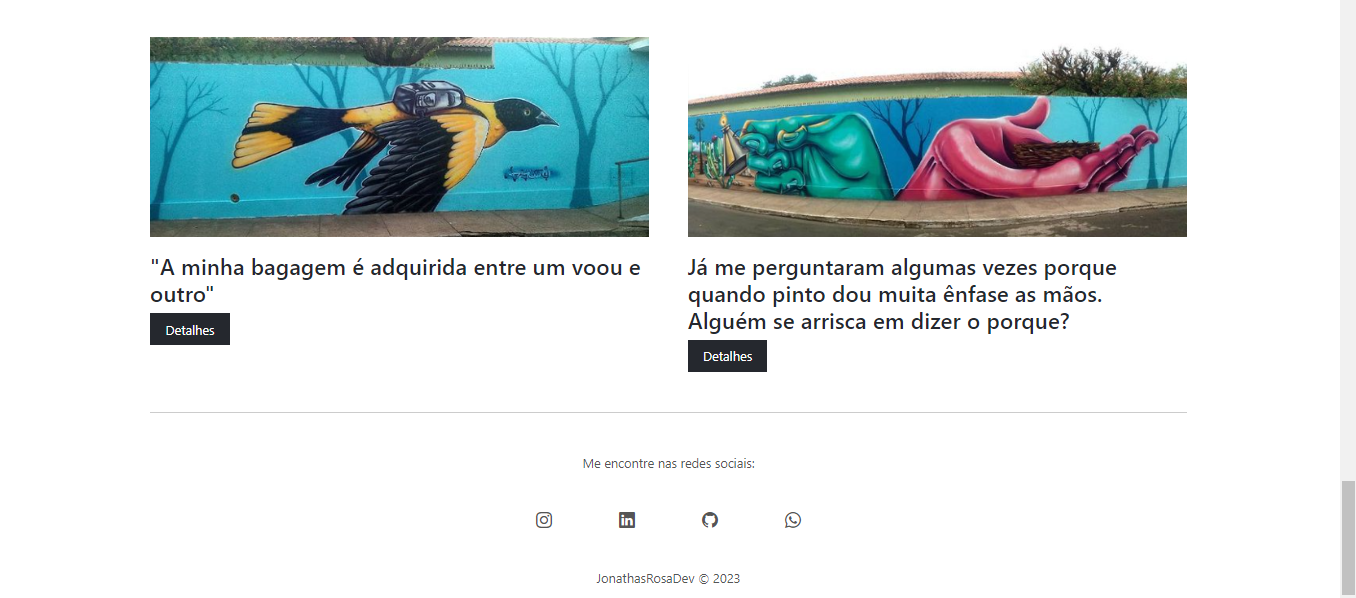 "A minha bagagem é adquirida entre um voou e
outro"
Detalhes
Já me perguntaram algumas vezes porque
quando pinto dou muita ênfase as mãos.
Alguém se arrisca em dizer o porque?
Detalhes
Me encontre nas redes sociais:
JonathasRosaDev © 2023